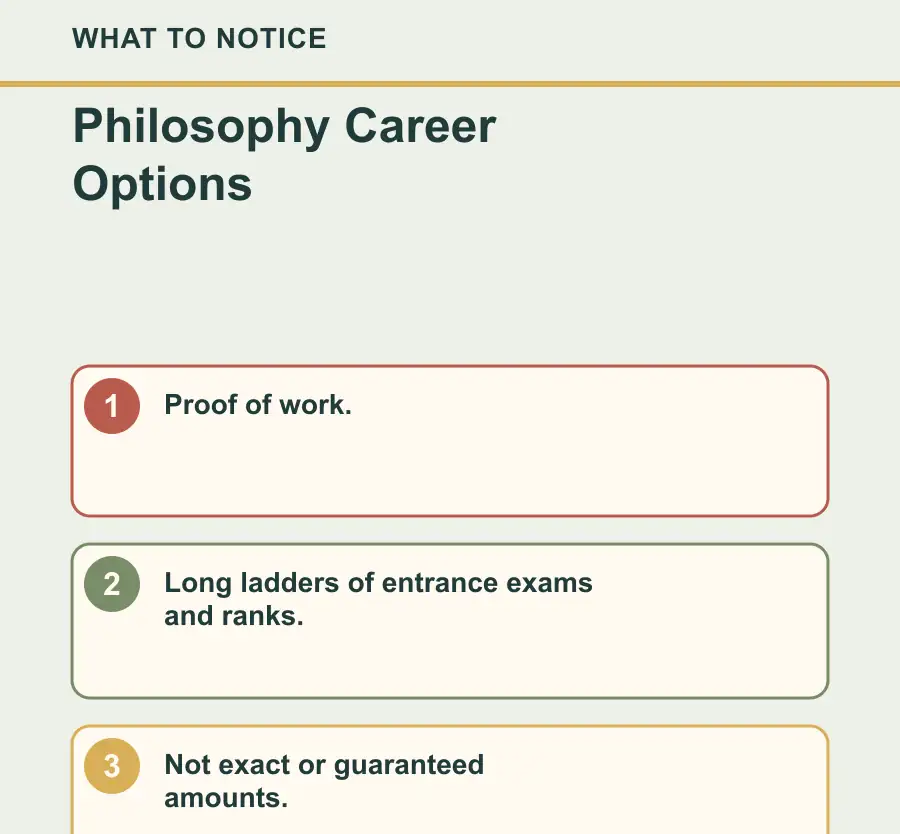 WHAT TO NOTICE
Philosophy Career
Options
1
Proof of work.
2
Long ladders of entrance exams
and ranks.
3
Not exact or guaranteed
amounts.